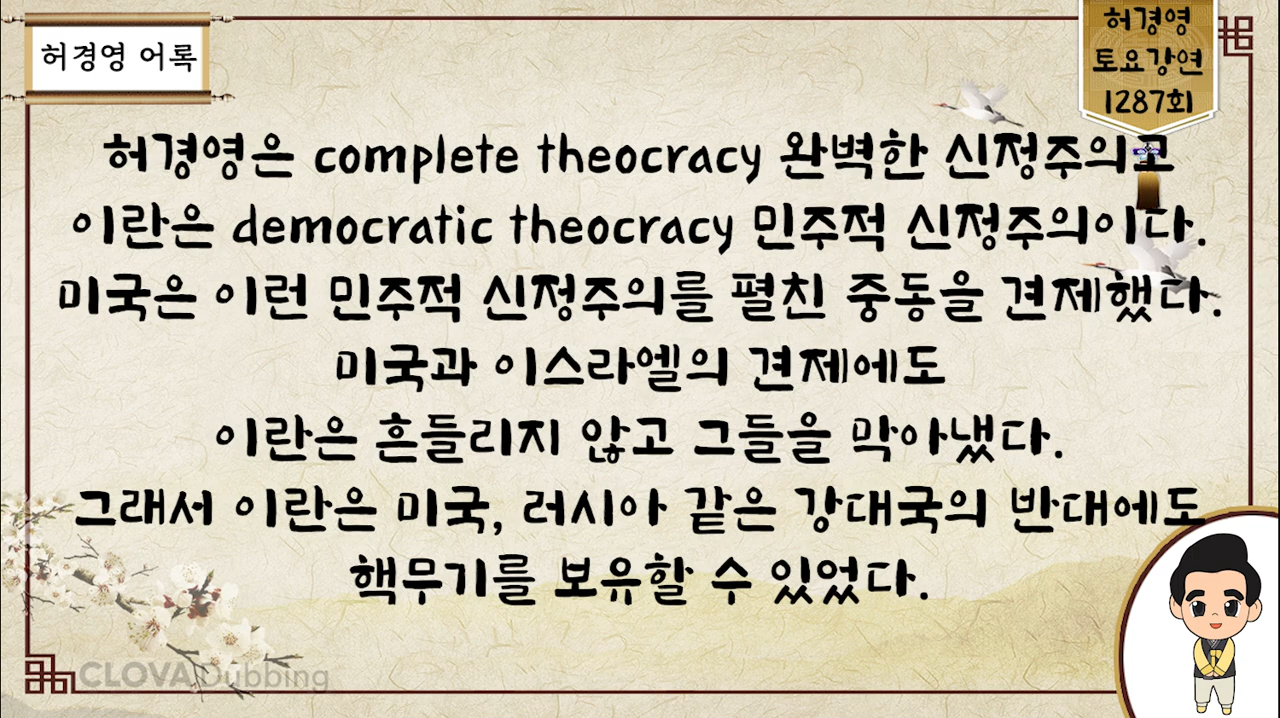 허경영 어록
허경영
토요강연
1287회
허경영은 complete theocracy 완벽한 신정주의고
이란은 democratic theocracy 민주적 신정주의이다.
미국은 이런 민주적 신정주의를 펼친 중동을 견제했다.
미국과 이스라엘의 견제에도
이란은 흔들리지 않고 그들을 막아냈다.
그래서 이란은 미국, 러시아 같은 강대국의 반대에도
핵무기를 보유할 수 있었다.
CLOVA Dubbing